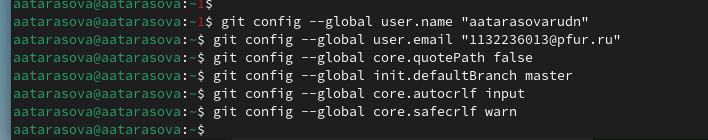 aatarasova@aatarasova:~1$
aatarasova@aatarasova:~1$ git config --global user.name "aatarasovarudn"
aatarasova@aatarasova:~$ git config --global user.email "1132236013@pfur.ru"
aatarasova@aatarasova:~$ git config --global core.quotePath false
aatarasova@aatarasova:~$ git config --global init.defaultBranch master
aatarasova@aatarasova:~$ git config --global core.autocrlf input
aatarasova@aatarasova:~$ git config --global core.safecrlf warn
aatarasova@aatarasova:~$